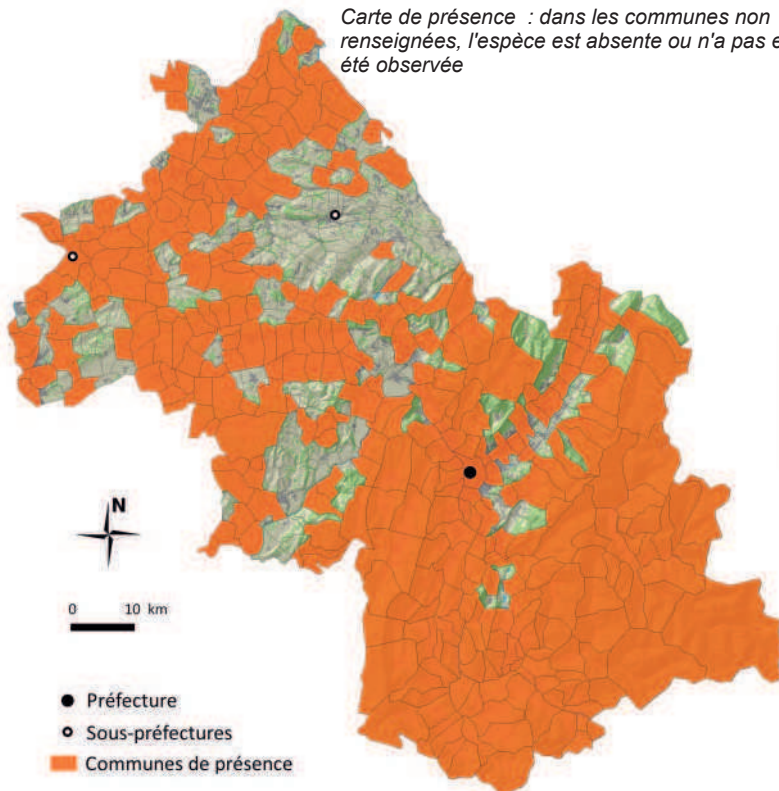 Carte de présence : dans les communes non
renseignées, l'espèce est absente ou n'a pas e
été observée
N
0 10 km
Préfecture
Sous-préfectures
Communes de présence